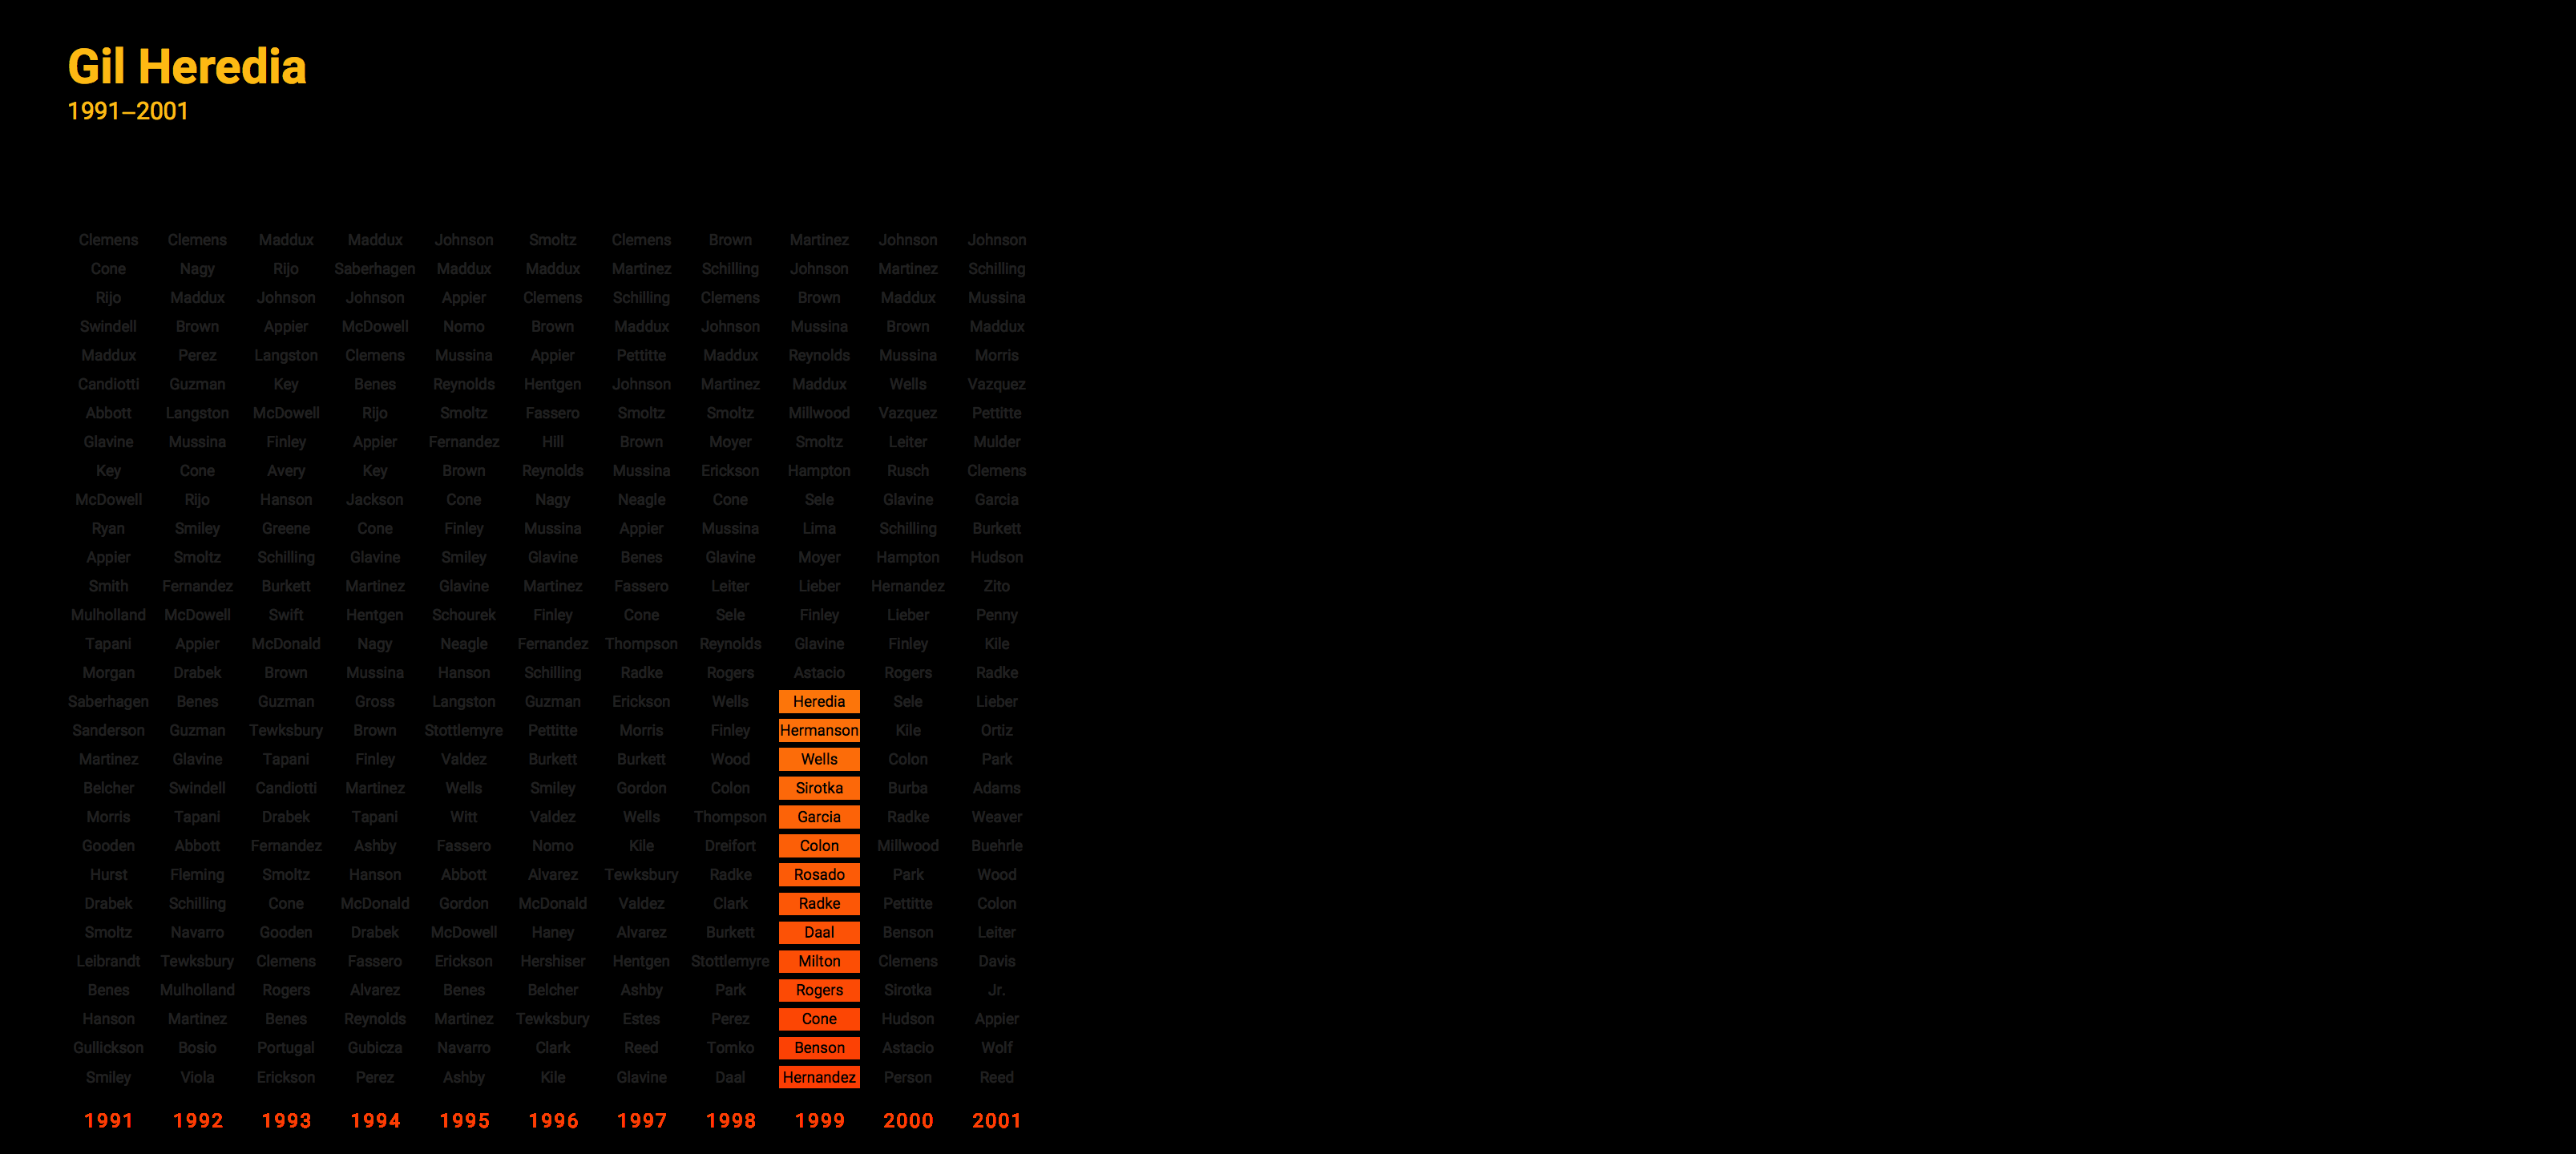 Gil Heredia
1991–2001
Clemens Clemens Maddux Maddux Johnson Smoltz Clemens Brown Martinez Johnson Johnson
Cone Nagy Rijo Saberhagen Maddux Maddux Martinez Schilling Johnson Martinez Schilling
Rijo Maddux Johnson Johnson Appier Clemens Schilling Clemens Brown Maddux Mussina
Swindell Brown Appier McDowell Nomo Brown Maddux Johnson Mussina Brown Maddux
Maddux Perez Langston Clemens Mussina Appier Pettitte Maddux Reynolds Mussina Morris
Candiotti Guzman Key Benes Reynolds Hentgen Johnson Martinez Maddux Wells Vazquez
Abbott Langston McDowell Rijo Smoltz Fassero Smoltz Smoltz Millwood Vazquez Pettitte
Glavine Mussina Finley Appier Fernandez Hill Brown Moyer Smoltz Leiter Mulder
Key Cone Avery Key Brown Reynolds Mussina Erickson Hampton Rusch Clemens
McDowell Rijo Hanson Jackson Cone Nagy Neagle Cone Sele Glavine Garcia
Ryan Smiley Greene Cone Finley Mussina Appier Mussina Lima Schilling Burkett
Appier Smoltz Schilling Glavine Smiley Glavine Benes Glavine Moyer Hampton Hudson
Smith Fernandez Burkett Martinez Glavine Martinez Fassero Leiter Lieber Hernandez Zito
Mulholland McDowell Swift Hentgen Schourek Finley Cone Sele Finley Lieber Penny
Tapani Appier McDonald Nagy Neagle Fernandez Thompson Reynolds Glavine Finley Kile
Morgan Drabek Brown Mussina Hanson Schilling Radke Rogers Astacio Rogers Radke
Saberhagen Benes Guzman Gross Langston Guzman Erickson Wells Heredia Sele Lieber
Sanderson Guzman Tewksbury Brown Stottlemyre Pettitte Morris Finley Hermanson Kile Ortiz
Martinez Glavine Tapani Finley Valdez Burkett Burkett Wood Wells Colon Park
Belcher Swindell Candiotti Martinez Wells Smiley Gordon Colon Sirotka Burba Adams
Morris Tapani Drabek Tapani Witt Valdez Wells Thompson Garcia Radke Weaver
Gooden Abbott Fernandez Ashby Fassero Nomo Kile Dreifort Colon Millwood Buehrle
Hurst Fleming Smoltz Hanson Abbott Alvarez Tewksbury Radke Rosado Park Wood
Drabek Schilling Cone McDonald Gordon McDonald Valdez Clark Radke Pettitte Colon
Smoltz Navarro Gooden Drabek McDowell Haney Alvarez Burkett Daal Benson Leiter
Leibrandt Tewksbury Clemens Fassero Erickson Hershiser Hentgen Stottlemyre Milton Clemens Davis
Benes Mulholland Rogers Alvarez Benes Belcher Ashby Park Rogers Sirotka Jr.
Hanson Martinez Benes Reynolds Martinez Tewksbury Estes Perez Cone Hudson Appier
Gullickson Bosio Portugal Gubicza Navarro Clark Reed Tomko Benson Astacio Wolf
Smiley Viola Erickson Perez Ashby Kile Glavine Daal Hernandez Person Reed
1991 1992 1993 1994 1995 1996 1997 1998 1999 2000 2001